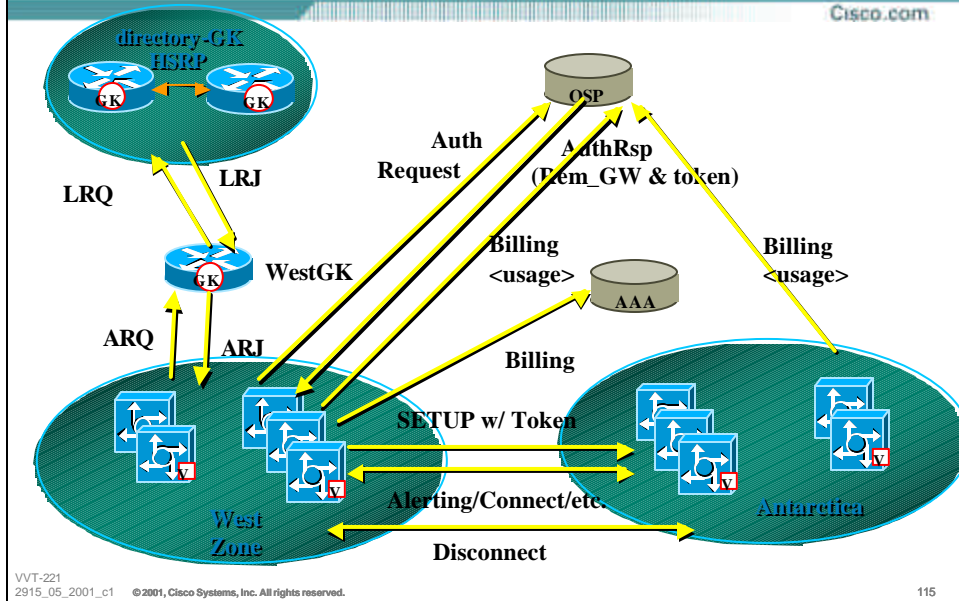 Cisco.com
directory-GK
HSRP
GK
GK
OSP
Auth
Request
AuthRsp
(Rem_GW & token)
LRQ
LRJ
GK
WestGK
Billing
<usage>
Billing
<usage>
AAA
ARQ
ARJ
Billing
SETUP w/ Token
V
V
V
V
Alerting/Connect/etc.
West
Zone
Antarctica
Disconnect
VVT-221
2915_05_2001_c1 ©2001, Cisco Systems, Inc. All rights reserved. 115